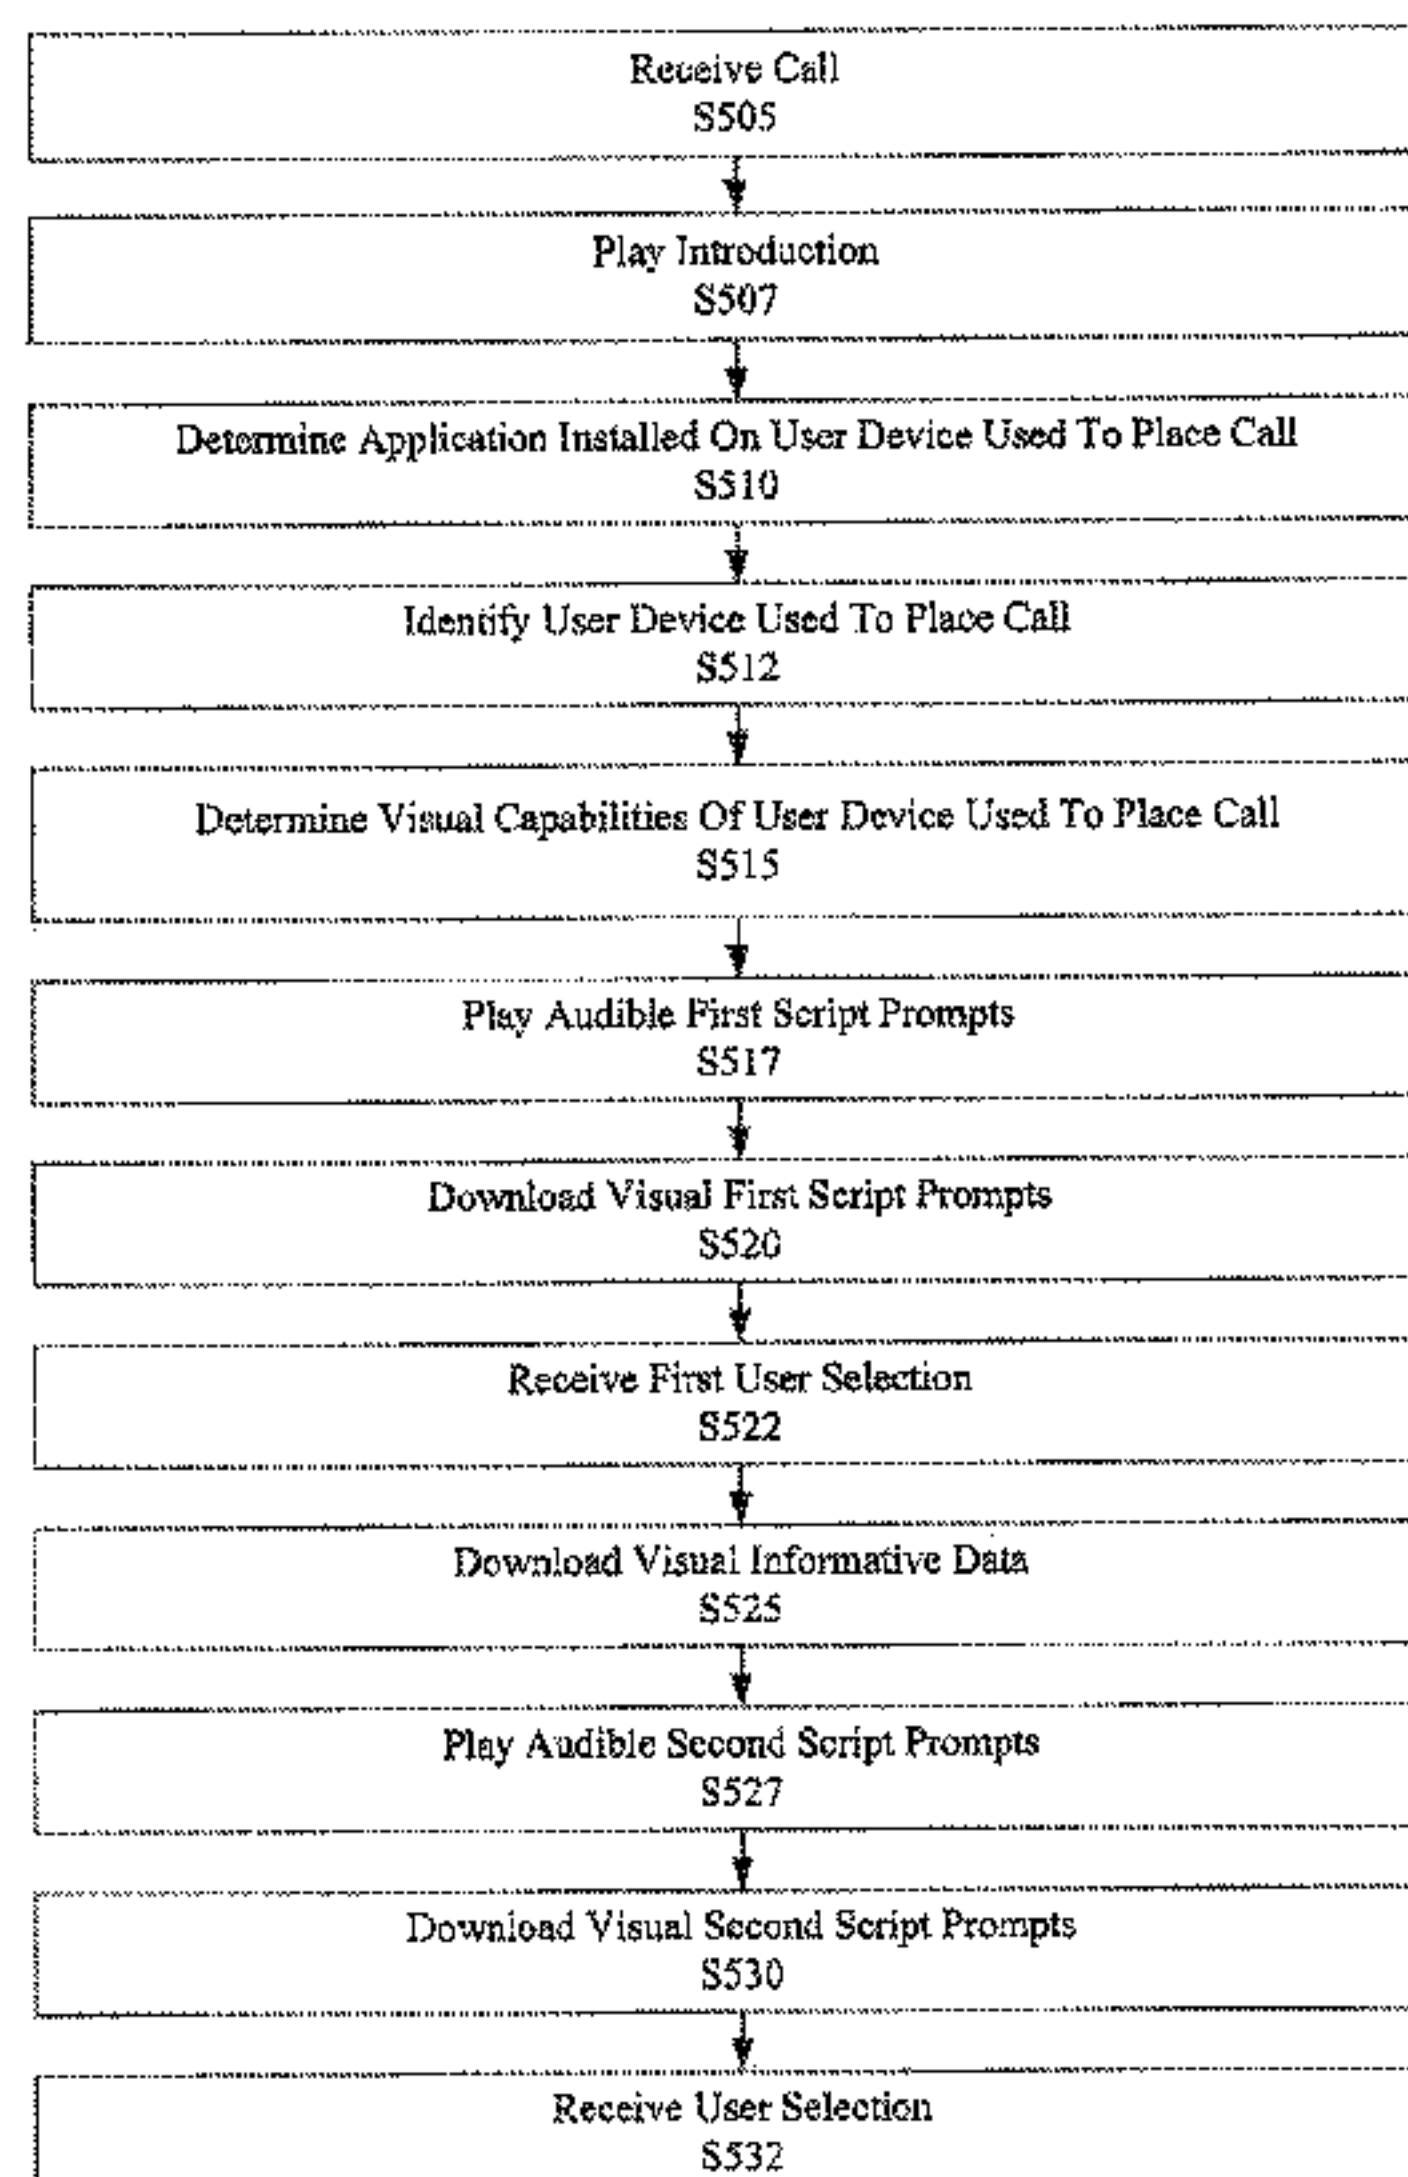 Receive Call
S505
Play Introduction
S507
Determine Application Installed On User Device Used To Place Call
S510
Identify User Device Used To Place Call
S512
Determine Visual Capabilities Of User Device Used To Place Call
S515
Play Audible First Script Prompts
S517
Download Visual First Script Prompts
S520
Receive First User Selection
S522
Download Visual Informative Data
S525
Play Audible Second Script Prompts
S527
Download Visual Second Script Prompts
S530
Receive User Selection
S532